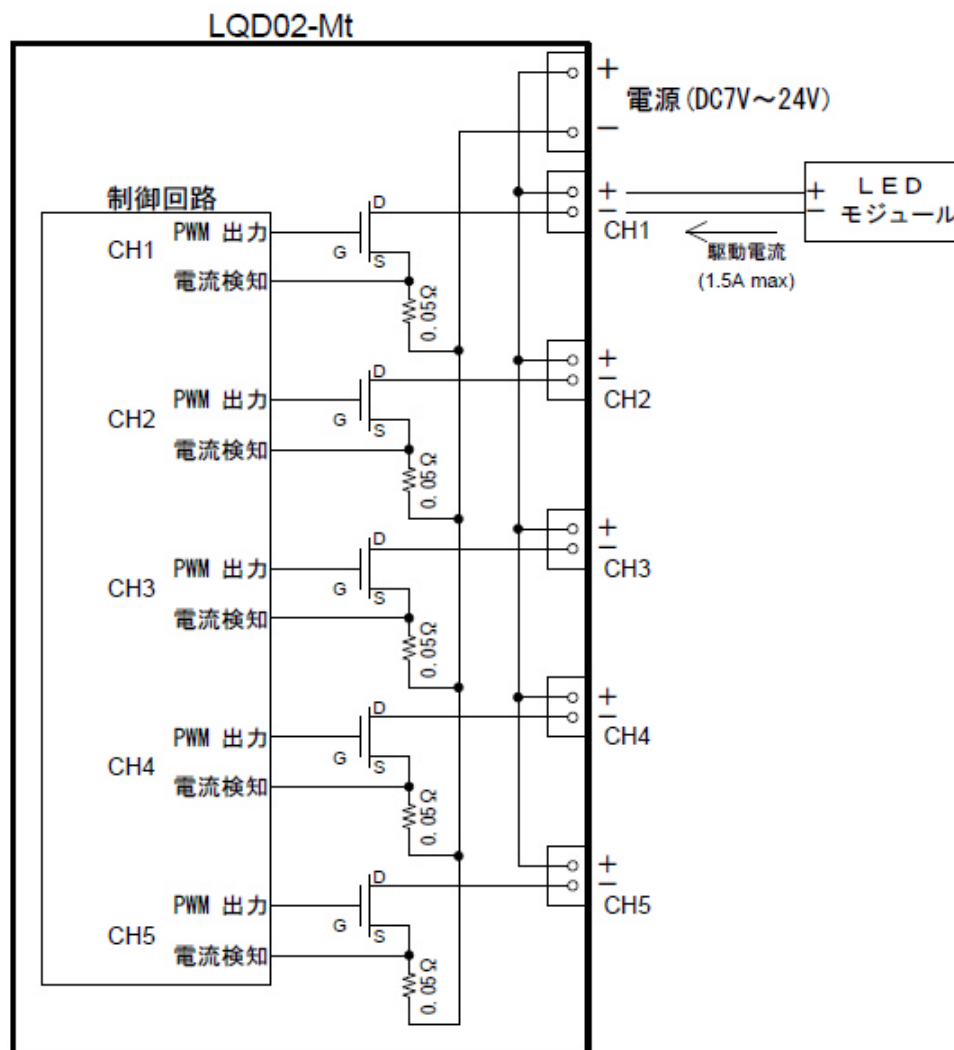 LQD02-Mt
+
電源(DC7V～24V)
−
制御回路
CH1
PWM 出力
電流検知
G
D
S
0.05Ω
+
−
CH1
駆動電流
(1.5A max)
+
−
LED
モジュール
CH2
PWM 出力
電流検知
G
D
S
0.05Ω
+
−
CH2
CH3
PWM 出力
電流検知
G
D
S
0.05Ω
+
−
CH3
CH4
PWM 出力
電流検知
G
D
S
0.05Ω
+
−
CH4
CH5
PWM 出力
電流検知
G
D
S
0.05Ω
+
−
CH5